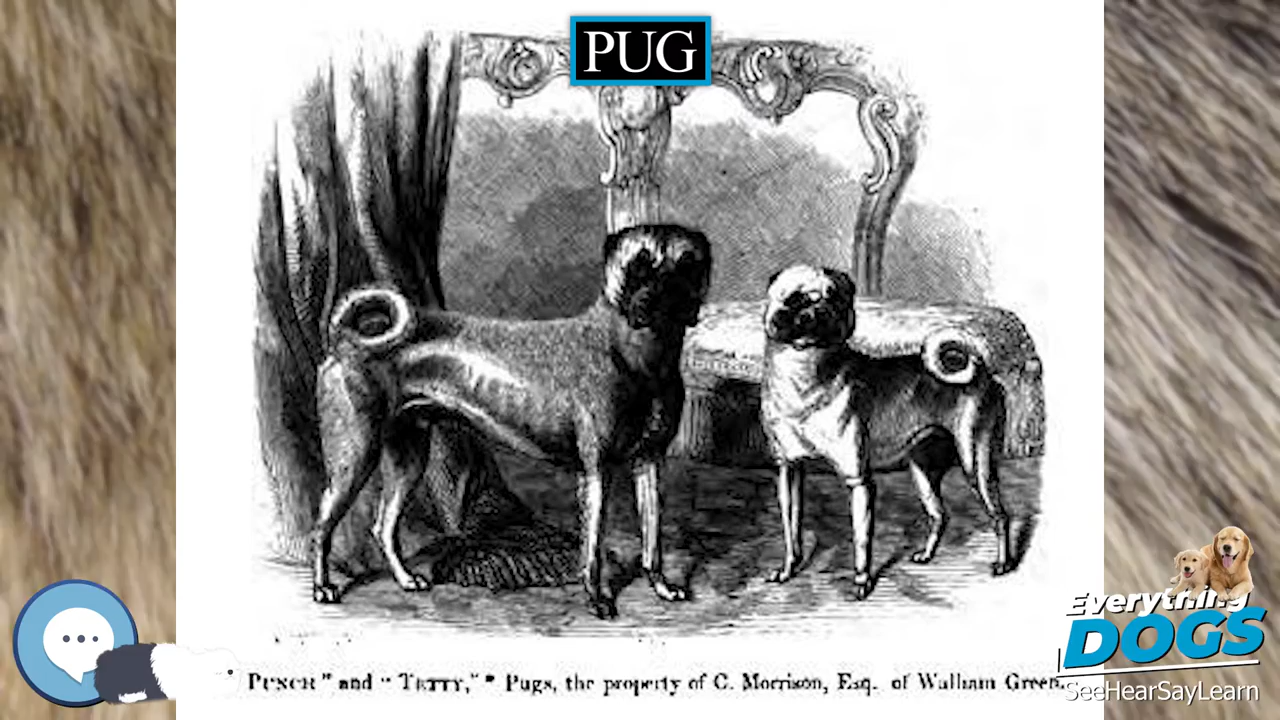 PUG
"PUNCH" and "TETTY," Pugs, the property of C. Morrison, Esq. of Walham Green.
Everything
DOGS
SeeHearSayLearn